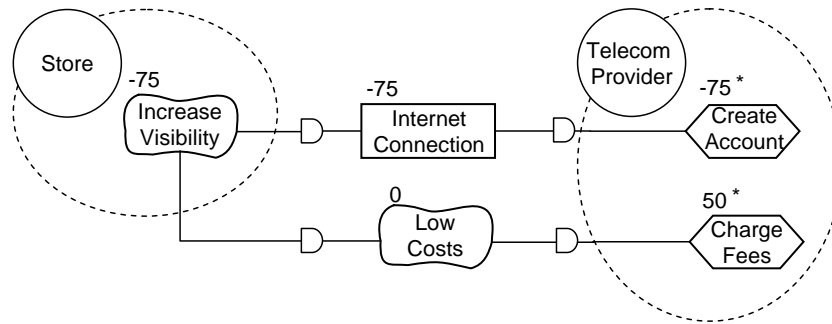 Store
Telecom
Provider
-75
-75
-75 *
Increase
Visibility
Internet
Connection
Create
Account
0
50 *
Low
Costs
Charge
Fees